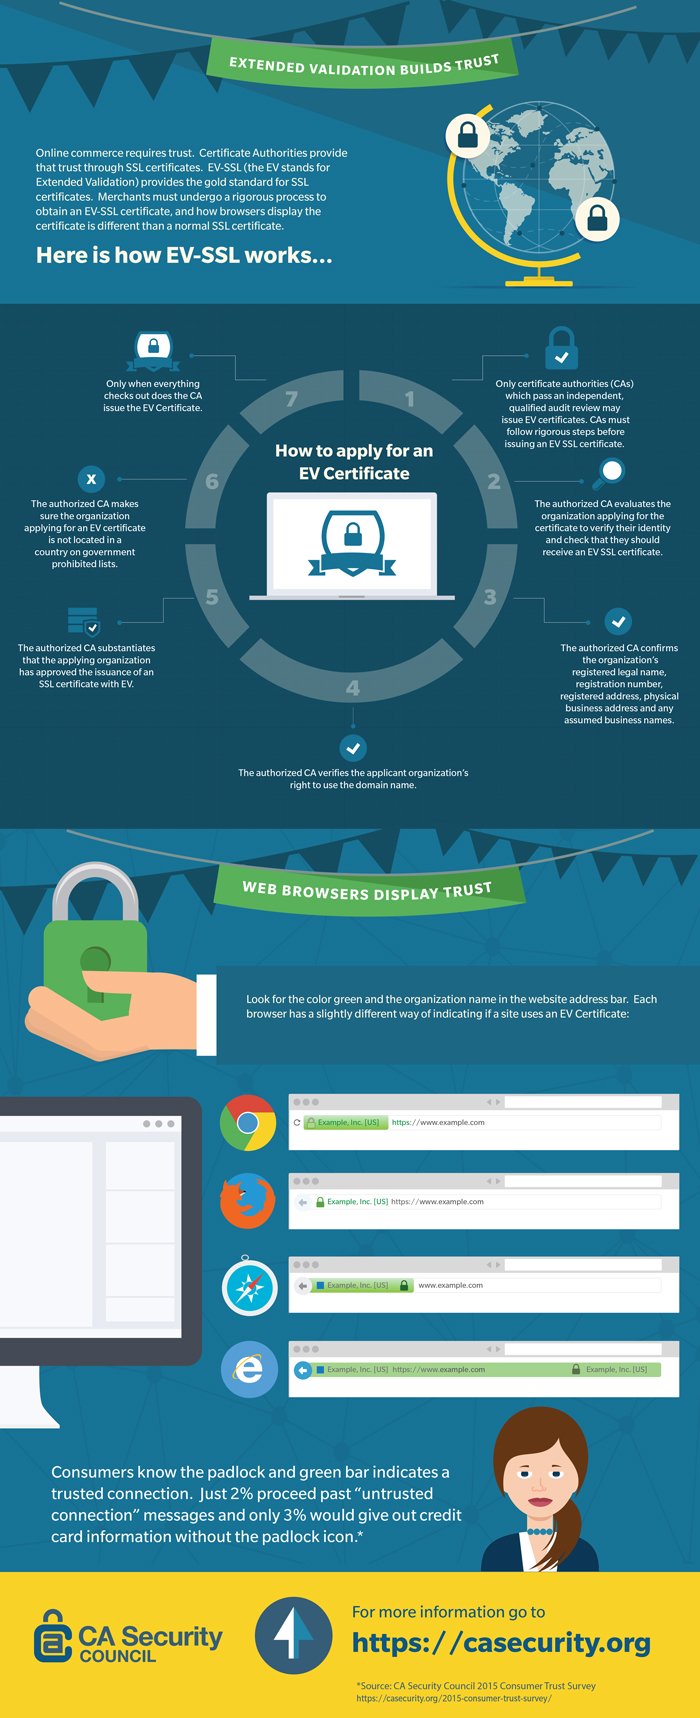 EXTENDED VALIDATION BUILDS TRUST
Online commerce requires trust. Certificate Authorities provide
that trust through SSL certificates. EV-SSL (the EV stands for
Extended Validation) provides the gold standard for SSL
certificates. Merchants must undergo a rigorous process to
obtain an EV-SSL certificate, and how browsers display the
certificate is different than a normal SSL certificate.
Here is how EV-SSL works...
How to apply for an
EV Certificate
1
Only certificate authorities (CAs)
which pass an independent,
qualified audit review may
issue EV certificates. CAs must
follow rigorous steps before
issuing an EV SSL certificate.
2
The authorized CA evaluates the
organization applying for the
certificate to verify their identity
and check that they should
receive an EV SSL certificate.
3
The authorized CA confirms
the organization's
registered legal name,
registration number,
registered address, physical
business address and any
assumed business names.
4
The authorized CA verifies the applicant organization's
right to use the domain name.
5
The authorized CA substantiates
that the applying organization
has approved the issuance of an
SSL certificate with EV.
6
X
The authorized CA makes
sure the organization
applying for an EV certificate
is not located in a
country on government
prohibited lists.
7
Only when everything
checks out does the CA
issue the EV Certificate.
WEB BROWSERS DISPLAY TRUST
Look for the color green and the organization name in the website address bar. Each
browser has a slightly different way of indicating if a site uses an EV Certificate:
Example, Inc. [US] https://www.example.com
Example, Inc. [US] https://www.example.com
Example, Inc. [US] www.example.com
Example, Inc. [US] https://www.example.com Example, Inc. [US]
Consumers know the padlock and green bar indicates a
trusted connection. Just 2% proceed past "untrusted
connection" messages and only 3% would give out credit
card information without the padlock icon.*
CA Security
COUNCIL
For more information go to
https://casecurity.org
*Source: CA Security Council 2015 Consumer Trust Survey
https://casecurity.org/2015-consumer-trust-survey/